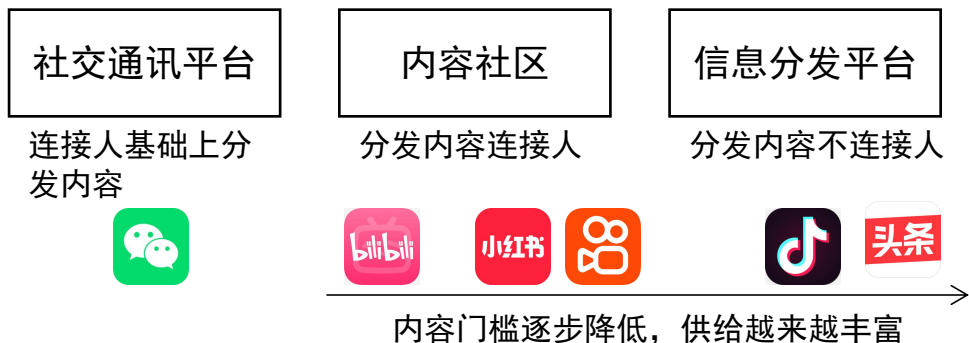 社交通讯平台
内容社区
信息分发平台
连接人基础上分
发内容
分发内容连接人
分发内容不连接人
bilibili
小红书
头条
内容门槛逐步降低，供给越来越丰富